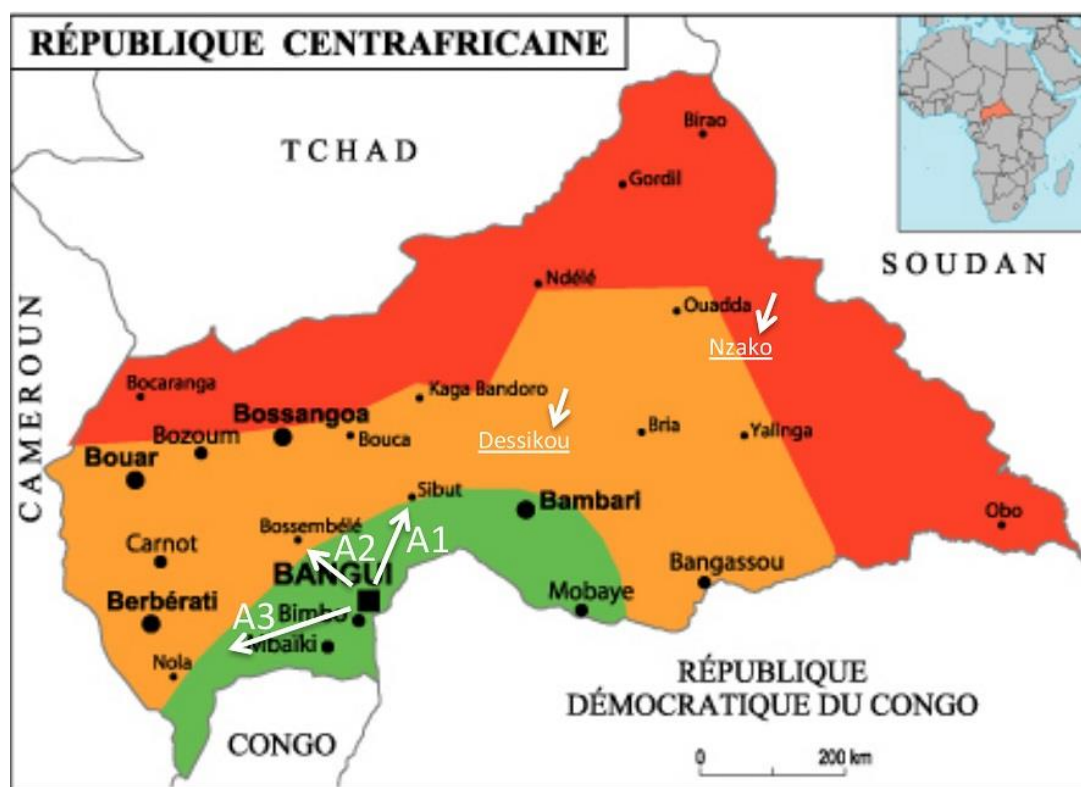 RÉPUBLIQUE CENTRAFRICAINE
TCHAD
Birao
Gordil
SOUDAN
Ndélé
Ouadda
Nzako
CAMEROUN
Bocaranga
Kaga Bandoro
Bossangoa
Dessikou
Bria
Yalinga
Bozoum
Bouca
Bouar
Sibut
Bambari
Obo
Bossembélé
A2
A1
Carnot
BANGUI
Bangassou
Berbérati
A3
Bimbo
Mobaye
Mbaïki
Nola
RÉPUBLIQUE
DÉMOCRATIQUE DU CONGO
CONGO
0 200 km